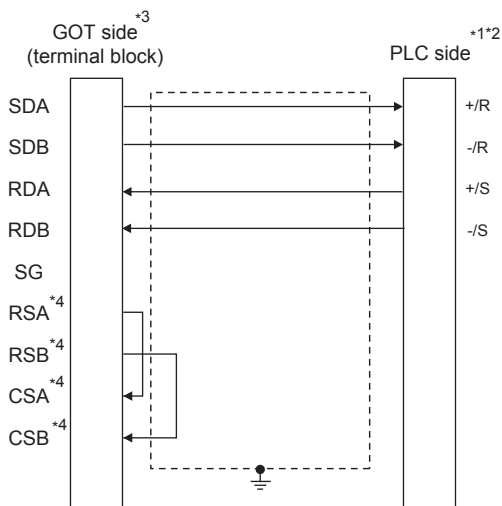 GOT side*3
(terminal block)
PLC side*1*2
SDA
+/R
SDB
-/R
RDA
+/S
RDB
-/S
SG
RSA*4
RSB*4
CSA*4
CSB*4